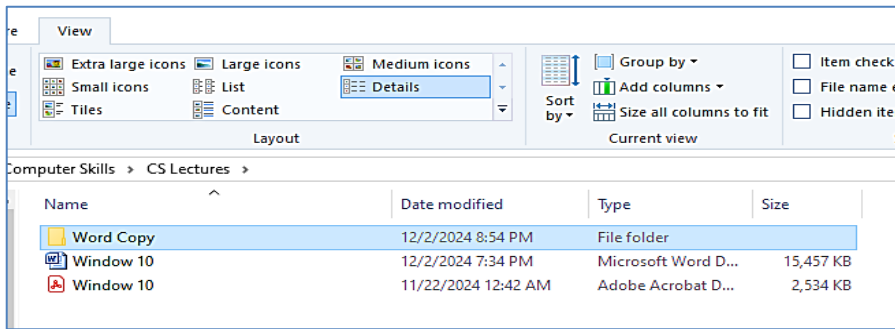 re View
Extra large icons Large icons Medium icons
Small icons List Details
Tiles Content
Layout
Sort by
Group by
Add columns
Size all columns to fit
Current view
Item check
File name e
Hidden ite
e
e
Computer Skills > CS Lectures >
Name Date modified Type Size
Word Copy 12/2/2024 8:54 PM File folder
Window 10 12/2/2024 7:34 PM Microsoft Word D... 15,457 KB
Window 10 11/22/2024 12:42 AM Adobe Acrobat D... 2,534 KB